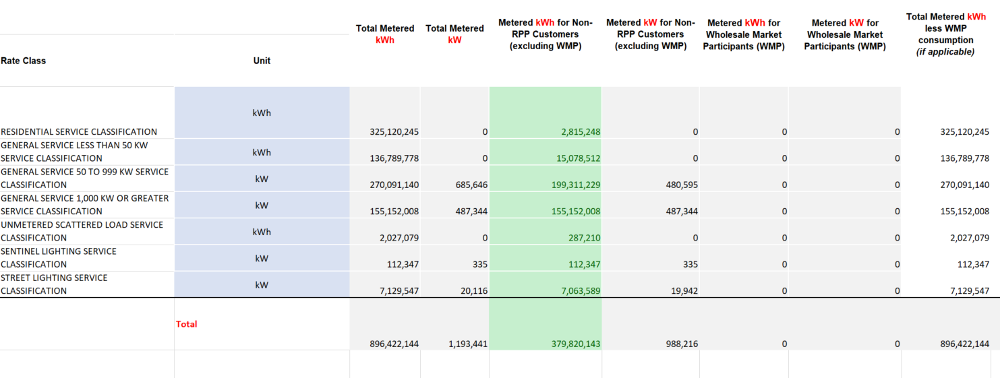 Rate Class
Unit
Total Metered
kWh
Total Metered
kW
Metered kWh for Non-
RPP Customers
(excluding WMP)
Metered kW for Non-
RPP Customers
(excluding WMP)
Metered kWh for
Wholesale Market
Participants (WMP)
Metered kW for
Wholesale Market
Participants (WMP)
Total Metered kWh
less WMP
consumption
(if applicable)
kWh
RESIDENTIAL SERVICE CLASSIFICATION 325,120,245 0 2,815,248 0 0 0 325,120,245
GENERAL SERVICE LESS THAN 50 KW
kWh
SERVICE CLASSIFICATION 136,789,778 0 15,078,512 0 0 0 136,789,778
GENERAL SERVICE 50 TO 999 KW SERVICE
kW
CLASSIFICATION 270,091,140 685,646 199,311,229 480,595 0 0 270,091,140
GENERAL SERVICE 1,000 KW OR GREATER
kW
SERVICE CLASSIFICATION 155,152,008 487,344 155,152,008 487,344 0 0 155,152,008
UNMETERED SCATTERED LOAD SERVICE
kWh
CLASSIFICATION 2,027,079 0 287,210 0 0 0 2,027,079
SENTINEL LIGHTING SERVICE
kW
CLASSIFICATION 112,347 335 112,347 335 0 0 112,347
STREET LIGHTING SERVICE
kW
CLASSIFICATION 7,129,547 20,116 7,063,589 19,942 0 0 7,129,547
Total
896,422,144 1,193,441 379,820,143 988,216 0 0 896,422,144